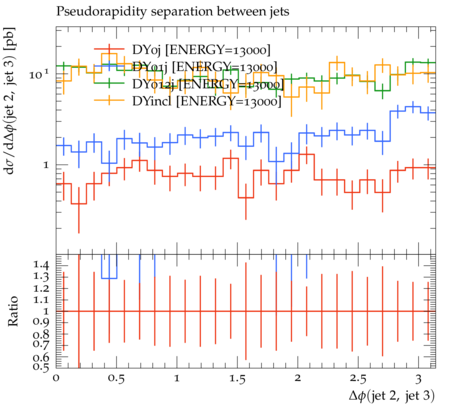 Pseudorapidity separation between jets
dσ/dΔϕ(jet 2, jet 3) [pb]
10¹
1
DY0j [ENERGY=13000]
DY01j [ENERGY=13000]
DY012j [ENERGY=13000]
DYincl [ENERGY=13000]
Ratio
1.4
1.3
1.2
1.1
1
0.9
0.8
0.7
0.6
0.5
0 0.5 1 1.5 2 2.5 3
Δϕ(jet 2, jet 3)